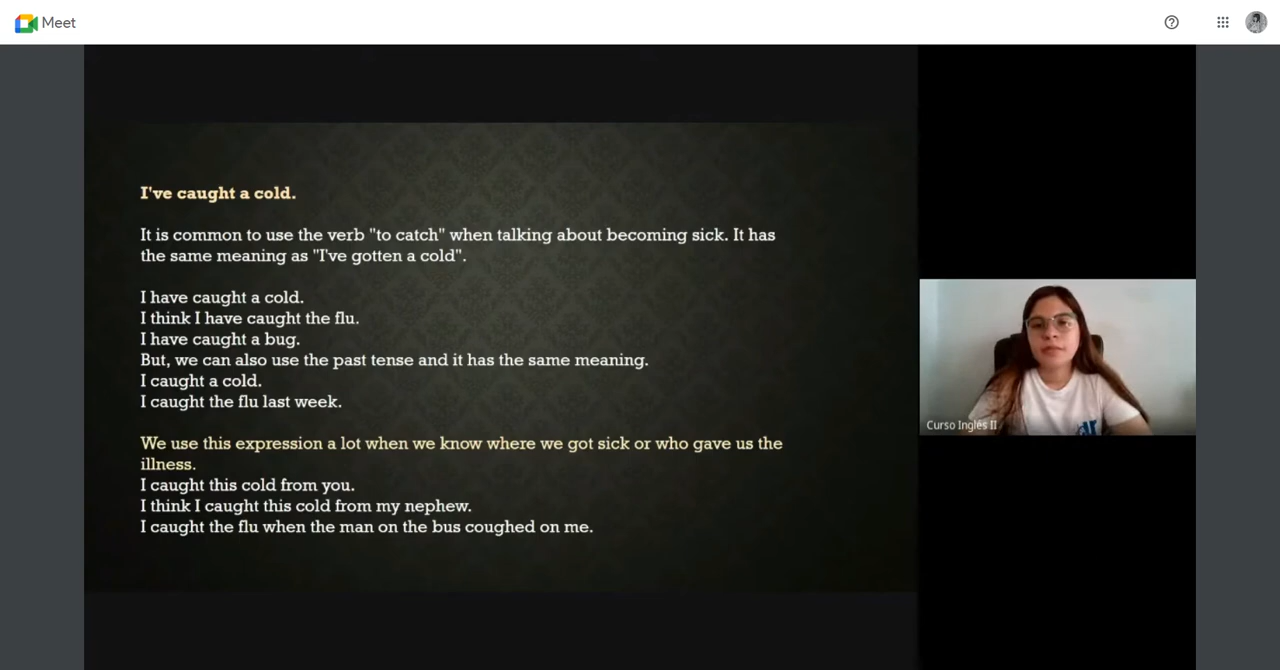 Meet
I've caught a cold.
It is common to use the verb "to catch" when talking about becoming sick. It has
the same meaning as "I've gotten a cold".
I have caught a cold.
I think I have caught the flu.
I have caught a bug.
But, we can also use the past tense and it has the same meaning.
I caught a cold.
I caught the flu last week.
We use this expression a lot when we know where we got sick or who gave us the
illness.
I caught this cold from you.
I think I caught this cold from my nephew.
I caught the flu when the man on the bus coughed on me.
Curso Inglés II